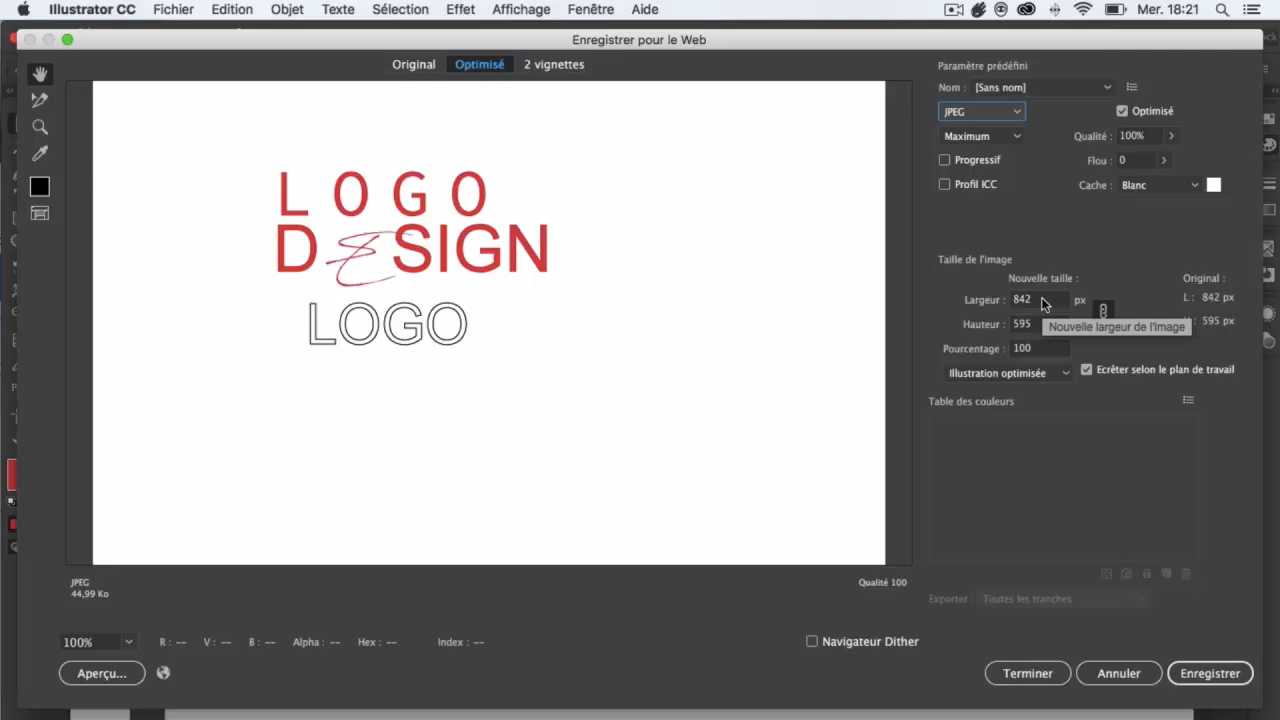 Illustrator CC Fichier Edition Objet Texte Sélection Effet Affichage Fenêtre Aide Mer. 18:21
Enregistrer pour le Web
Original Optimisé 2 vignettes
Paramètre prédéfini
Nom : [Sans nom]
JPEG Optimisé
Maximum Qualité : 100%
Progressif Flou : 0
Profil ICC Cache : Blanc
LOGO
DESIGN
LOGO
Taille de l'image
Nouvelle taille : Original :
Largeur : 842 px L : 842 px
Hauteur : 595 : 595 px
Nouvelle largeur de l'image
Pourcentage : 100
Illustration optimisée Ecrêter selon le plan de travail
Table des couleurs
JPEG Qualité 100
44,99 Ko
Exporter : Toutes les tranches
100% R : -- V : -- B : -- Alpha : -- Hex : -- Index : -- Navigateur Dither
Aperçu... Terminer Annuler Enregistrer